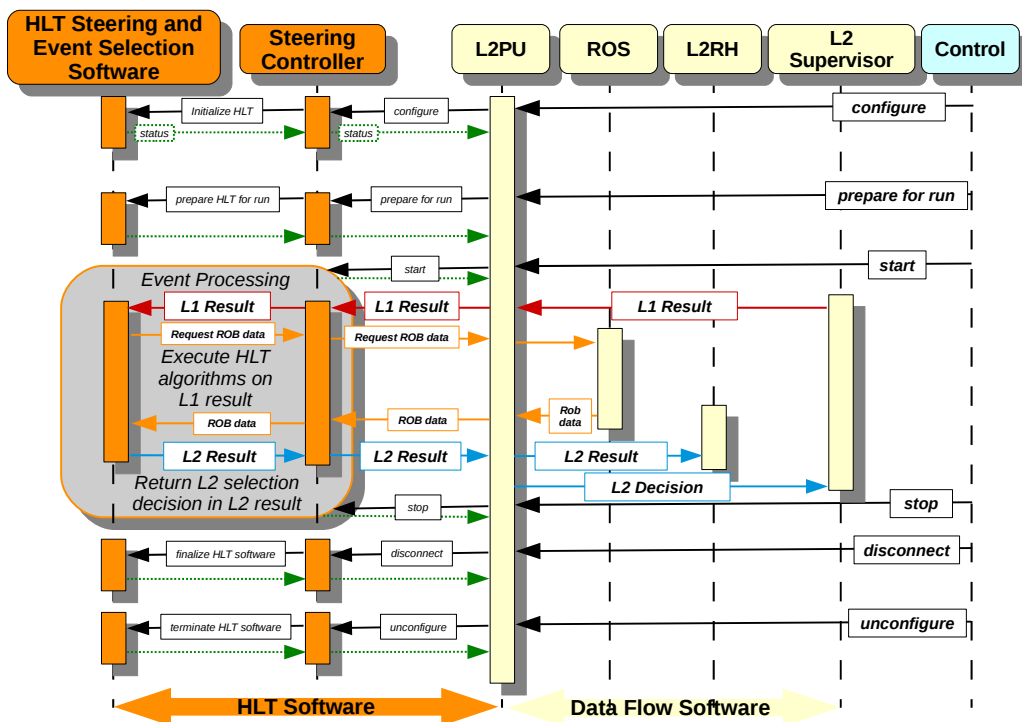 HLT Steering and
Event Selection
Software
Steering
Controller
L2PU
ROS
L2RH
L2
Supervisor
Control
Initialize HLT
configure
configure
status
status
prepare HLT for run
prepare for run
prepare for run
start
start
Event Processing
L1 Result
L1 Result
L1 Result
Request ROB data
Request ROB data
Execute HLT
algorithms on
L1 result
ROB data
ROB data
Rob
data
L2 Result
L2 Result
L2 Result
Return L2 selection
decision in L2 result
L2 Decision
stop
stop
finalize HLT software
disconnect
disconnect
terminate HLT software
unconfigure
unconfigure
HLT Software
Data Flow Software